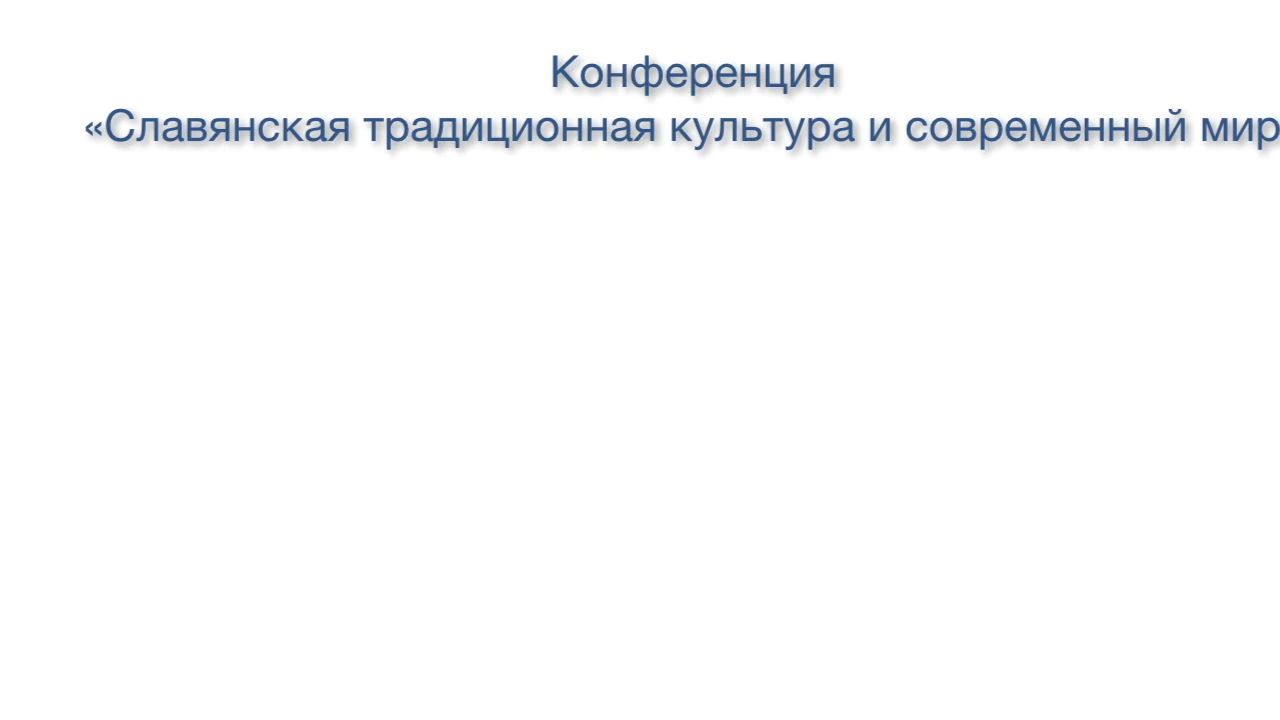 Конференция
«Славянская традиционная культура и современный мир